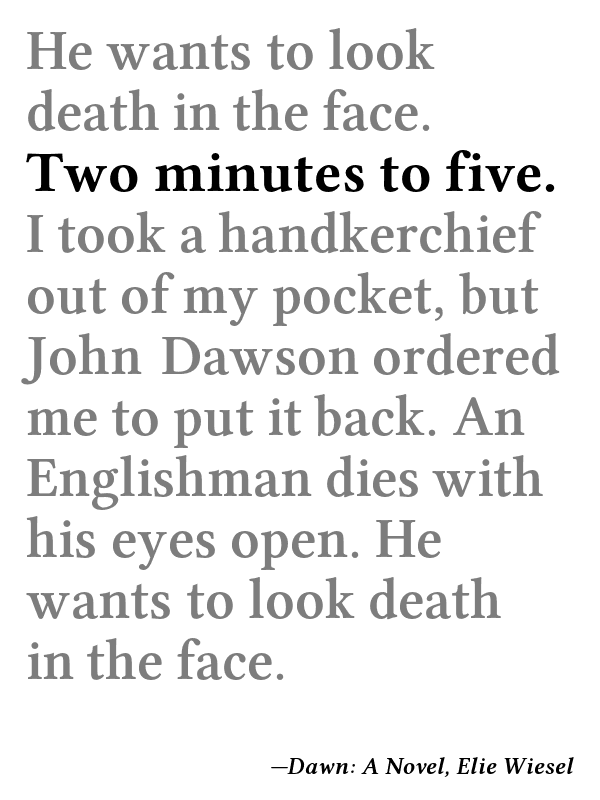 He wants to look
death in the face.
Two minutes to five.
I took a handkerchief
out of my pocket, but
John Dawson ordered
me to put it back. An
Englishman dies with
his eyes open. He
wants to look death
in the face.
—Dawn: A Novel, Elie Wiesel